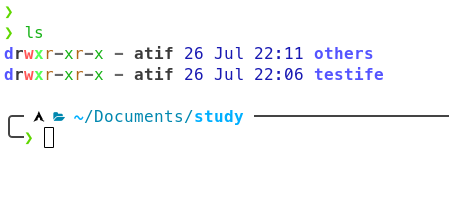 ❯
❯ ls
drwxr-xr-x - atif 26 Jul 22:11 others
drwxr-xr-x - atif 26 Jul 22:06 testife
~/Documents/study
❯